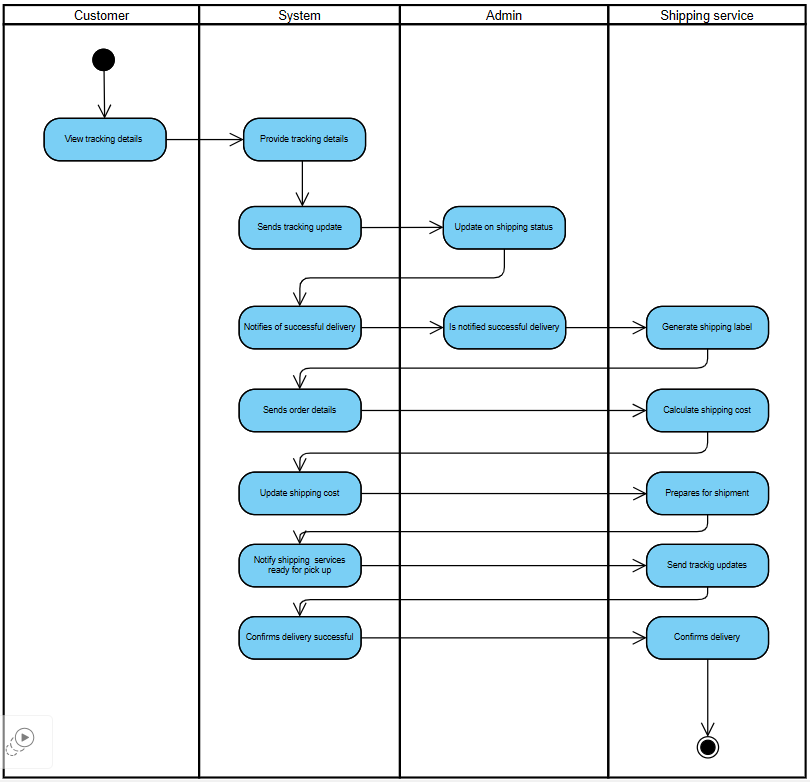 Customer
System
Admin
Shipping service
View tracking details
Provide tracking details
Sends tracking update
Update on shipping status
Notifies of successful delivery
Is notified successful delivery
Generate shipping label
Sends order details
Calculate shipping cost
Update shipping cost
Prepares for shipment
Notify shipping services
ready for pick up
Send trackig updates
Confirms delivery successful
Confirms delivery